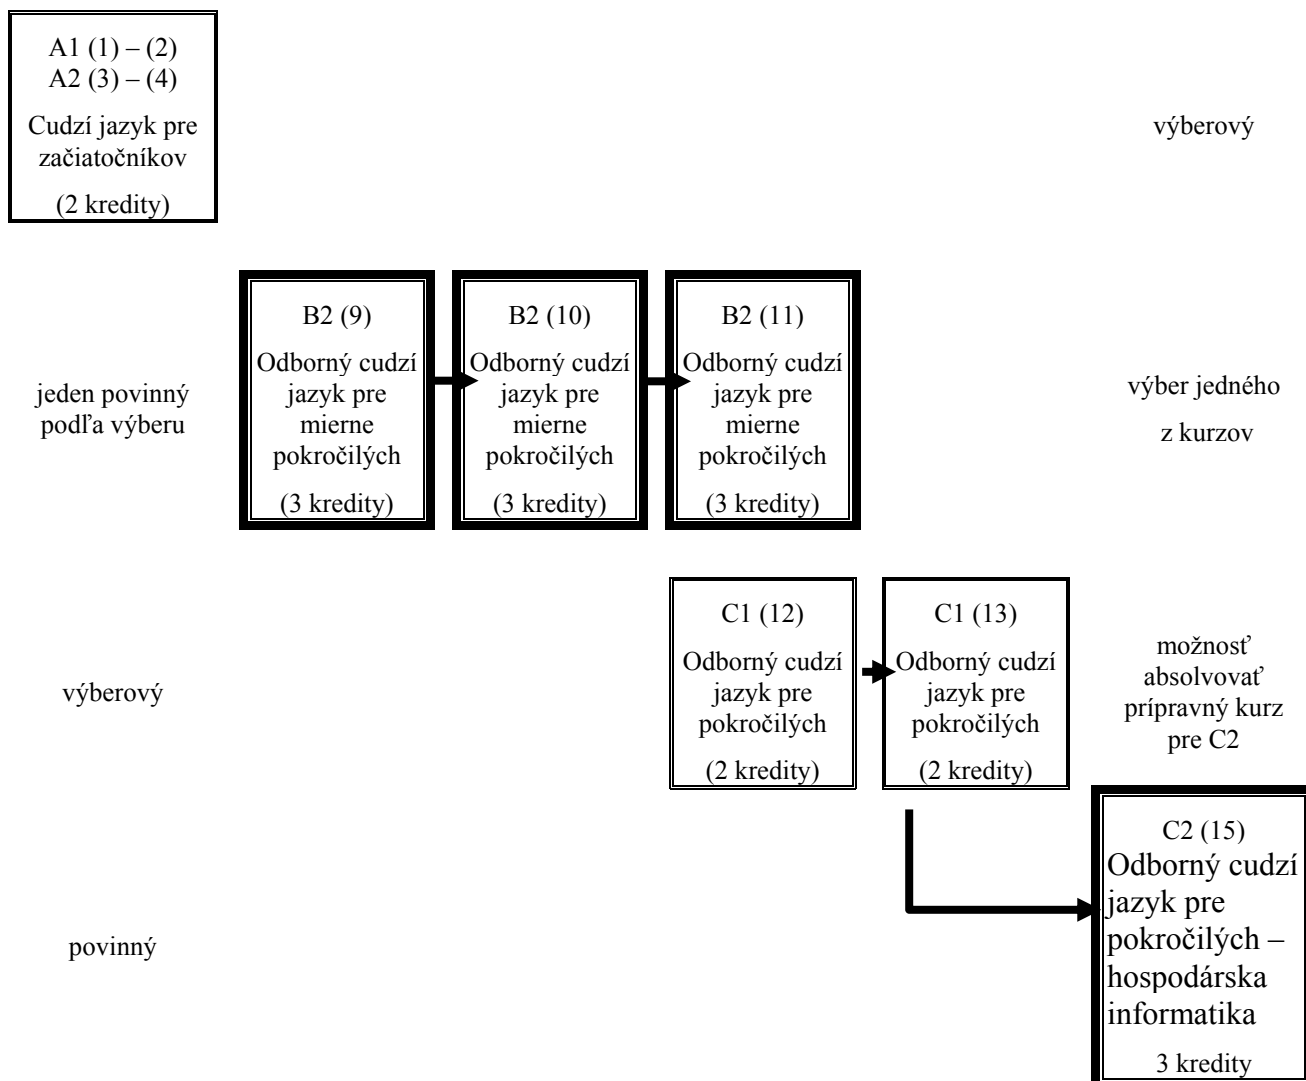 A1 (1) – (2)
A2 (3) – (4)
Cudzí jazyk pre
začiatočníkov
(2 kredity)
výberový
jeden povinný
podľa výberu
B2 (9)
Odborný cudzí
jazyk pre
mierne
pokročilých
(3 kredity)
B2 (10)
Odborný cudzí
jazyk pre
mierne
pokročilých
(3 kredity)
B2 (11)
Odborný cudzí
jazyk pre
mierne
pokročilých
(3 kredity)
výber jedného
z kurzov
výberový
C1 (12)
Odborný cudzí
jazyk pre
pokročilých
(2 kredity)
C1 (13)
Odborný cudzí
jazyk pre
pokročilých
(2 kredity)
možnosť
absolvovať
prípravný kurz
pre C2
povinný
C2 (15)
Odborný cudzí
jazyk pre
pokročilých –
hospodárska
informatika
3 kredity